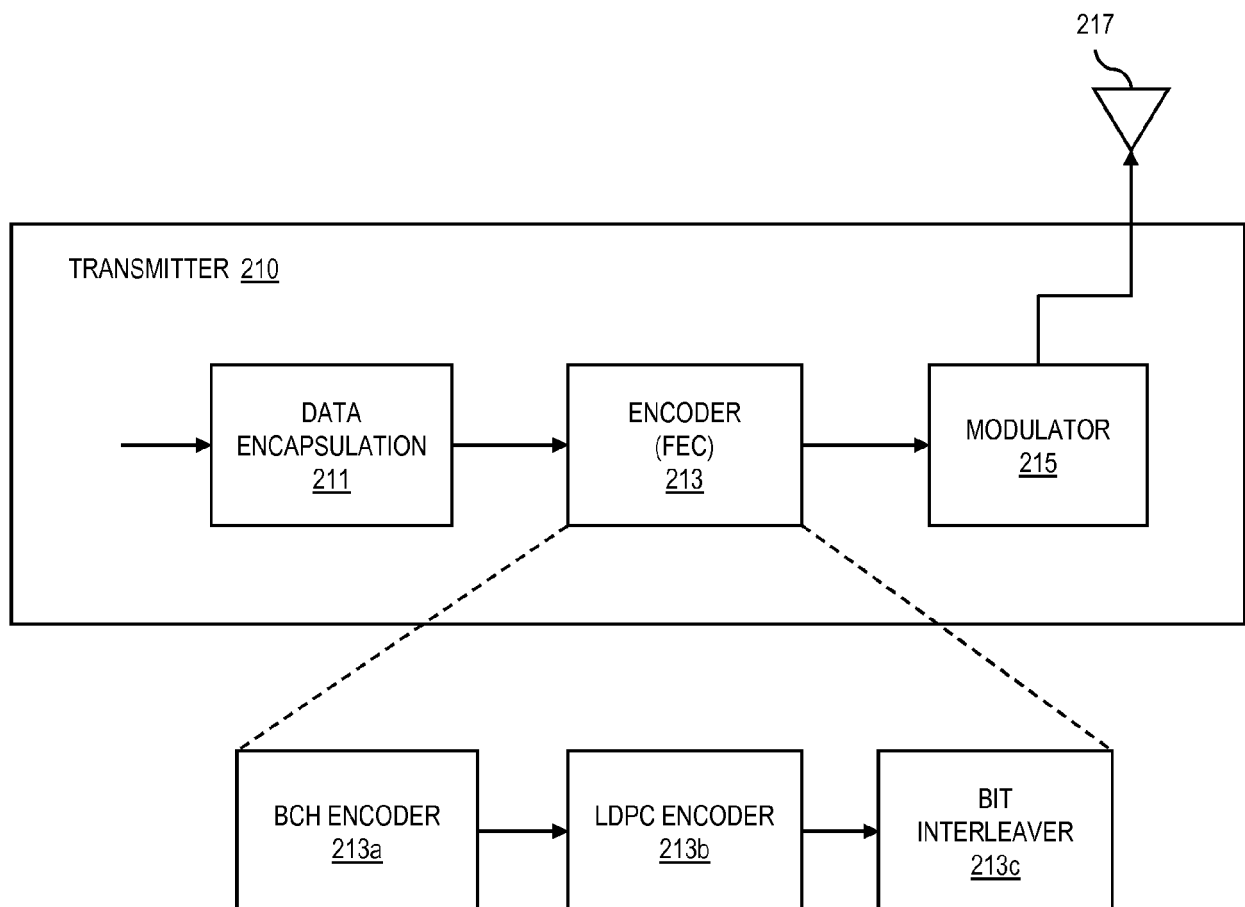 217
TRANSMITTER 210
DATA
ENCAPSULATION
211
ENCODER
(FEC)
213
MODULATOR
215
BCH ENCODER
213a
LDPC ENCODER
213b
BIT
INTERLEAVER
213c